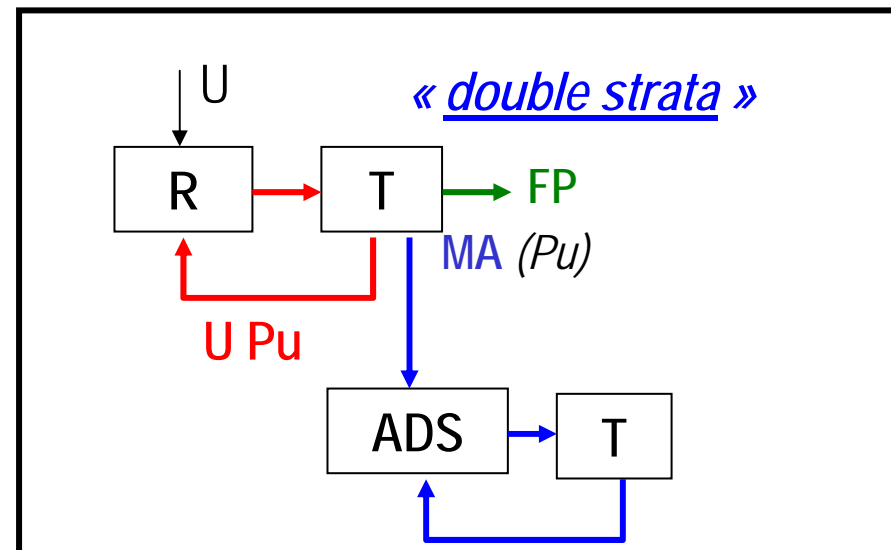 U
« double strata »
R
T
FP
MA (Pu)
U Pu
ADS
T